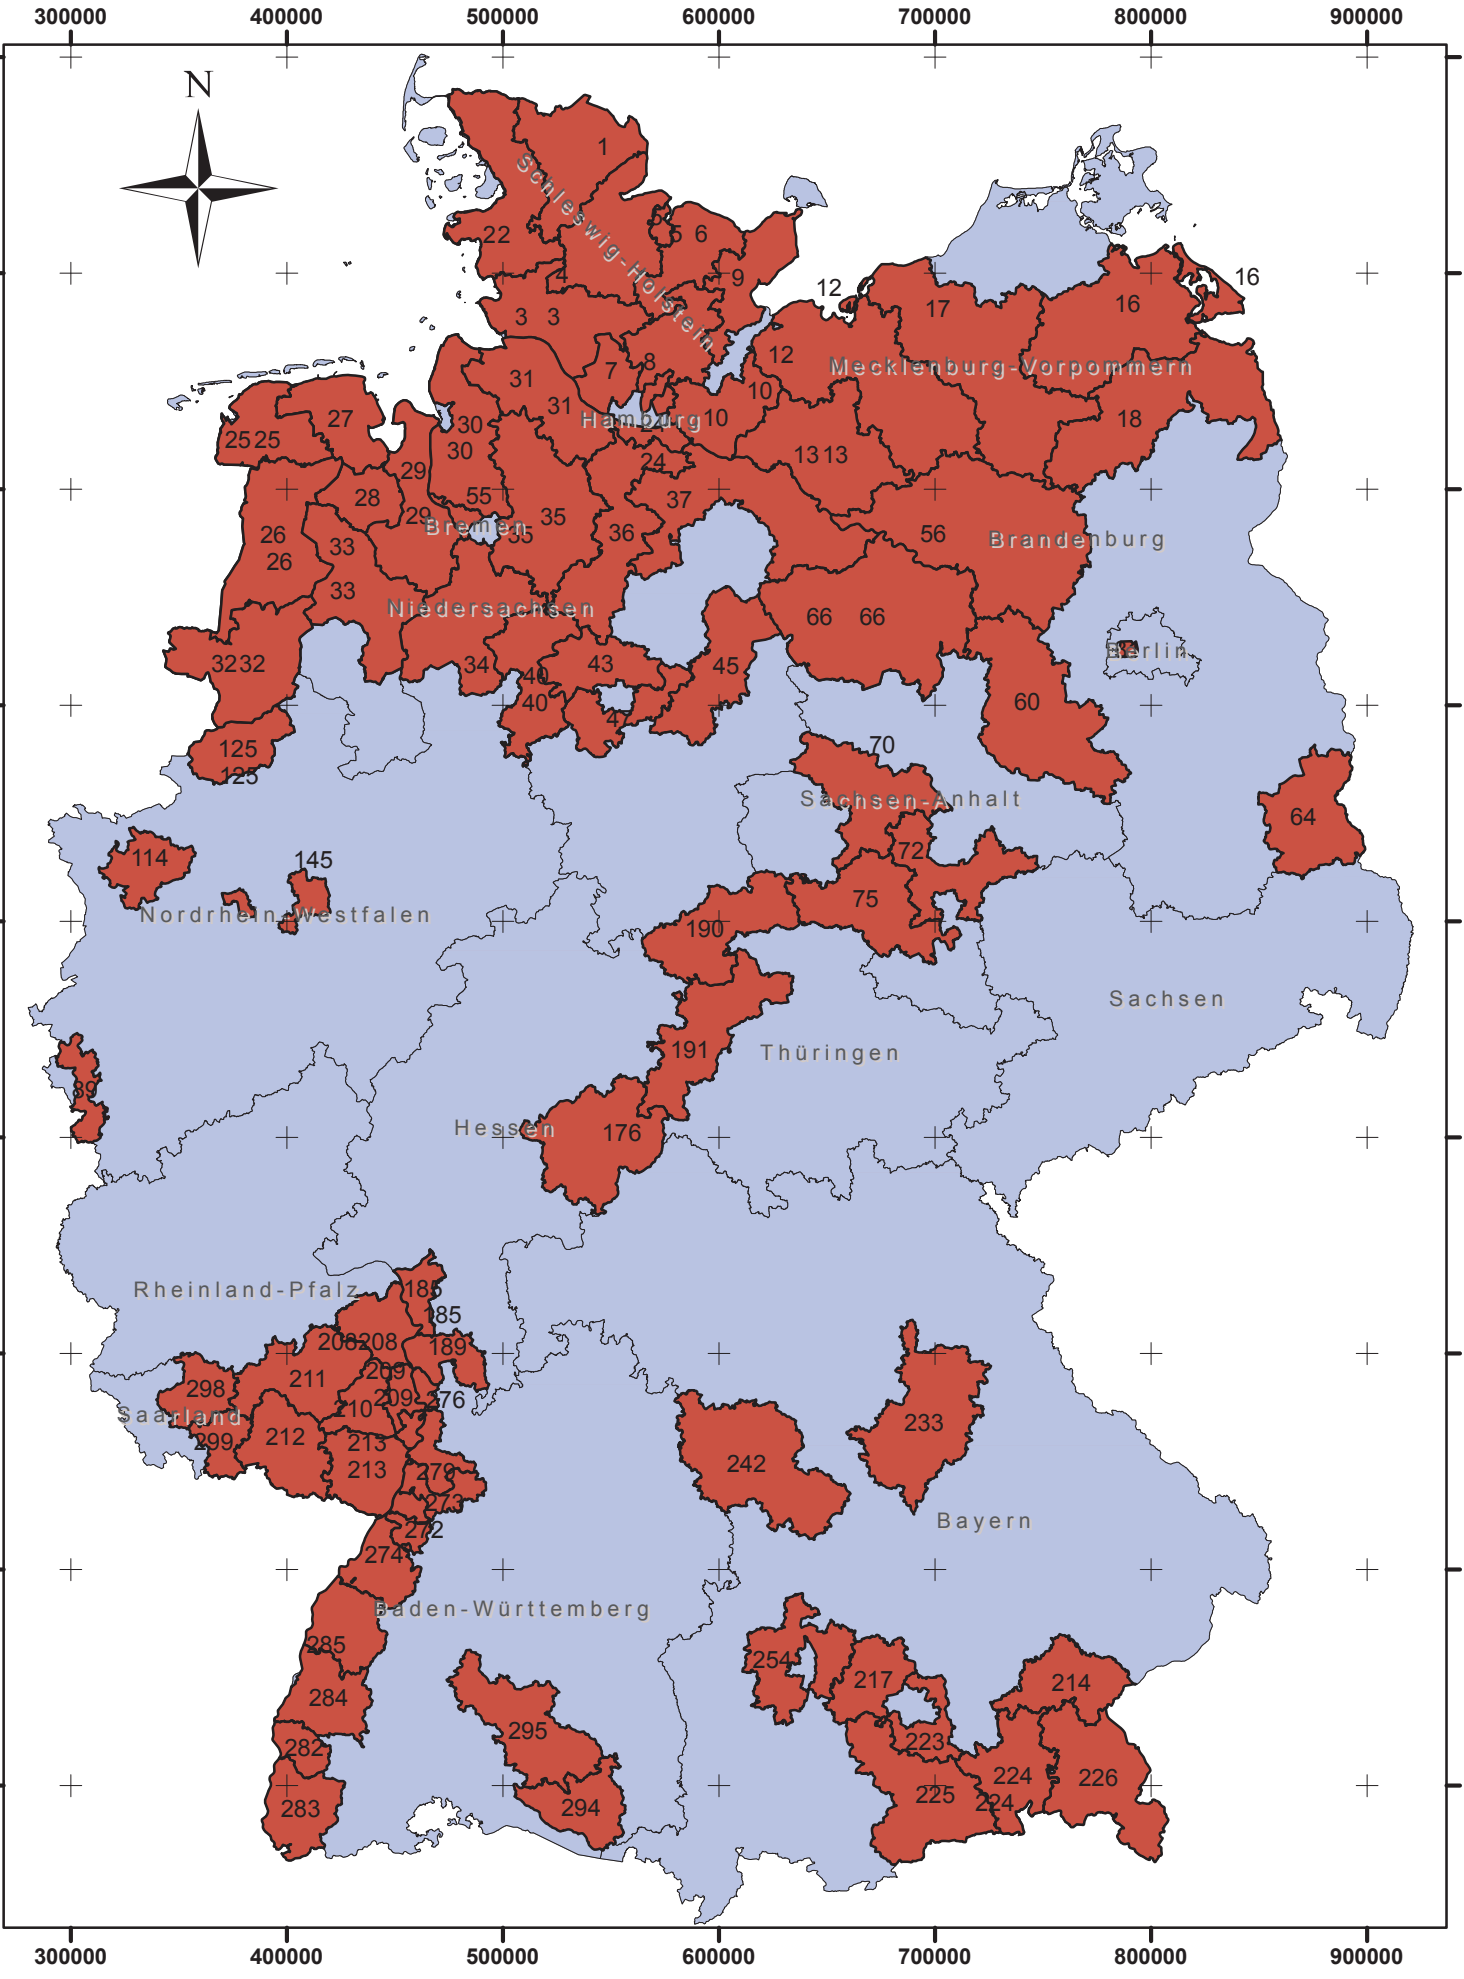 300000 400000 500000 600000 700000 800000 900000
N
1
Schleswig-Holstein
5
22 5 6
4 9 12 16
3 3 17 16
12
7 8 Mecklenburg-Vorpommern
31 10
31 Hamburg 10 18
27 30 24
25 25 30 13 13
29 24
28 55 37
29 Bremen 35 36 56 Brandenburg
26 33 35
26
33 Niedersachsen 66 66
32 32 34 43 45 Berlin
40
40 47 60
125 70
125
Sachsen-Anhalt
64
114 145 72
Nordrhein-Westfalen 190 75
Sachsen
191 Thüringen
89
Hessen 176
Rheinland-Pfalz 185
185
208 208 189
211 209
298 209 276
Saarland 210 233
299 212 213
213 279 242
273 Bayern
272
274
Baden-Württemberg
285 254
284 217 214
295
282 223
224 226
283 294 225 224
300000 400000 500000 600000 700000 800000 900000